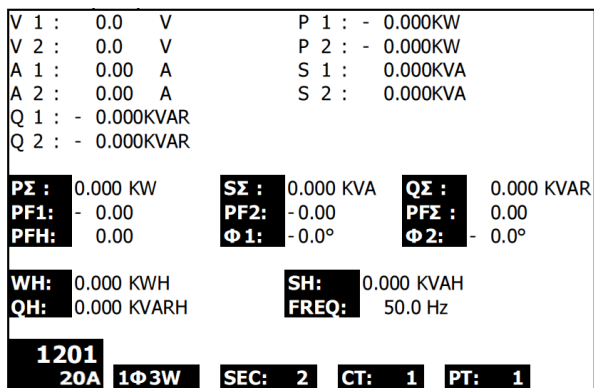 V 1 : 0.0 V P 1 : - 0.000KW
V 2 : 0.0 V P 2 : - 0.000KW
A 1 : 0.00 A S 1 : 0.000KVA
A 2 : 0.00 A S 2 : 0.000KVA
Q 1 : - 0.000KVAR
Q 2 : - 0.000KVAR
PΣ : 0.000 KW SΣ : 0.000 KVA QΣ : 0.000 KVAR
PF1: - 0.00 PF2: -0.00 PFΣ : 0.00
PFH: 0.00 Φ1: -0.0° Φ2: - 0.0°
WH: 0.000 KWH SH: 0.000 KVAH
QH: 0.000 KVARH FREQ: 50.0 Hz
1201
20A 1Φ3W SEC: 2 CT: 1 PT: 1